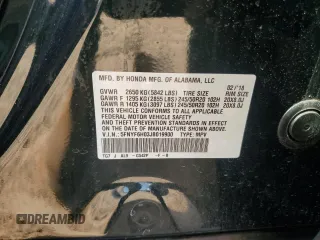 MFD. BY HONDA MFG. OF ALABAMA, LLC
02/18
GVWR 2650 KG (5842 LBS) TIRE SIZE RIM SIZE
GAWR F 1295 KG (2855 LBS) 245/50R20 102H 20X8.0J
GAWR R 1405 KG (3097 LBS) 245/50R20 102H 20X8.0J
THIS VEHICLE CONFORMS TO ALL APPLICABLE
FEDERAL MOTOR VEHICLE SAFETY AND THEFT
PREVENTION STANDARDS IN EFFECT ON THE DATE
OF MANUFACTURE SHOWN ABOVE.
V.I.N.: 5FNYF6H03JB019900 TYPE: MPV